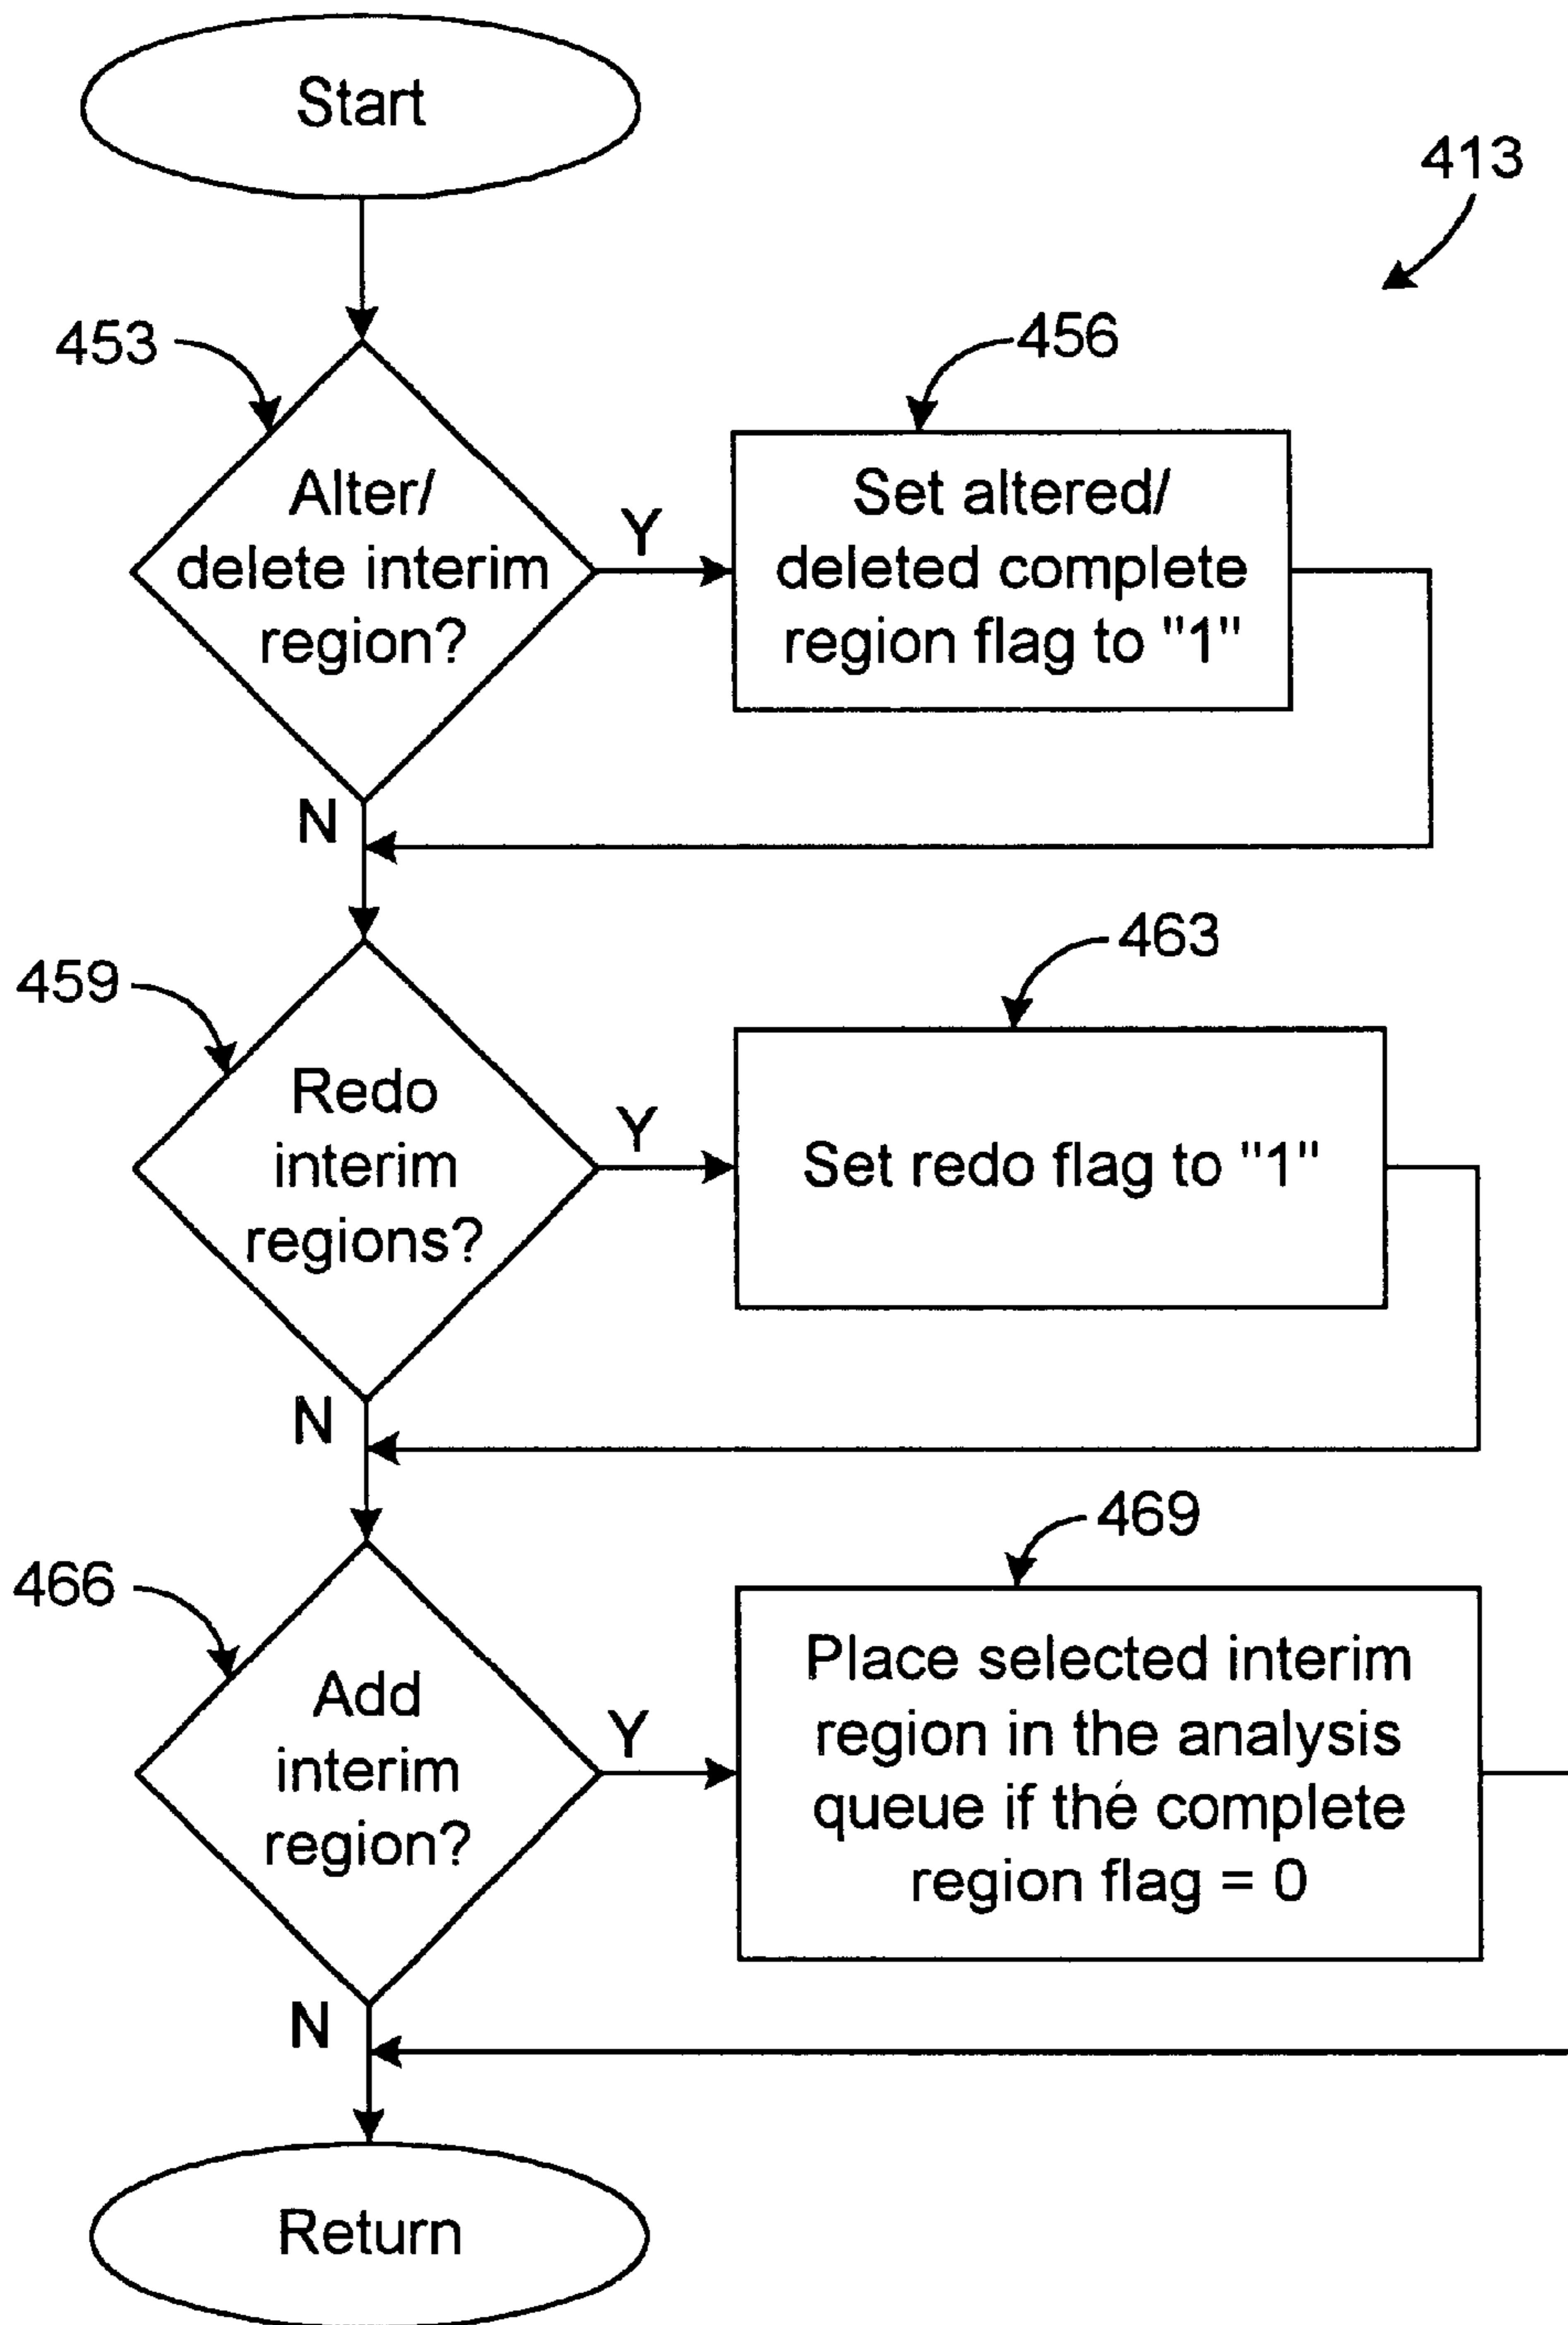 Start
413
453
456
Alter/
delete interim
region?
Y
Set altered/
deleted complete
region flag to "1"
N
459
463
Redo
interim
regions?
Y
Set redo flag to "1"
N
466
469
Add
interim
region?
Y
Place selected interim
region in the analysis
queue if the complete
region flag = 0
N
Return